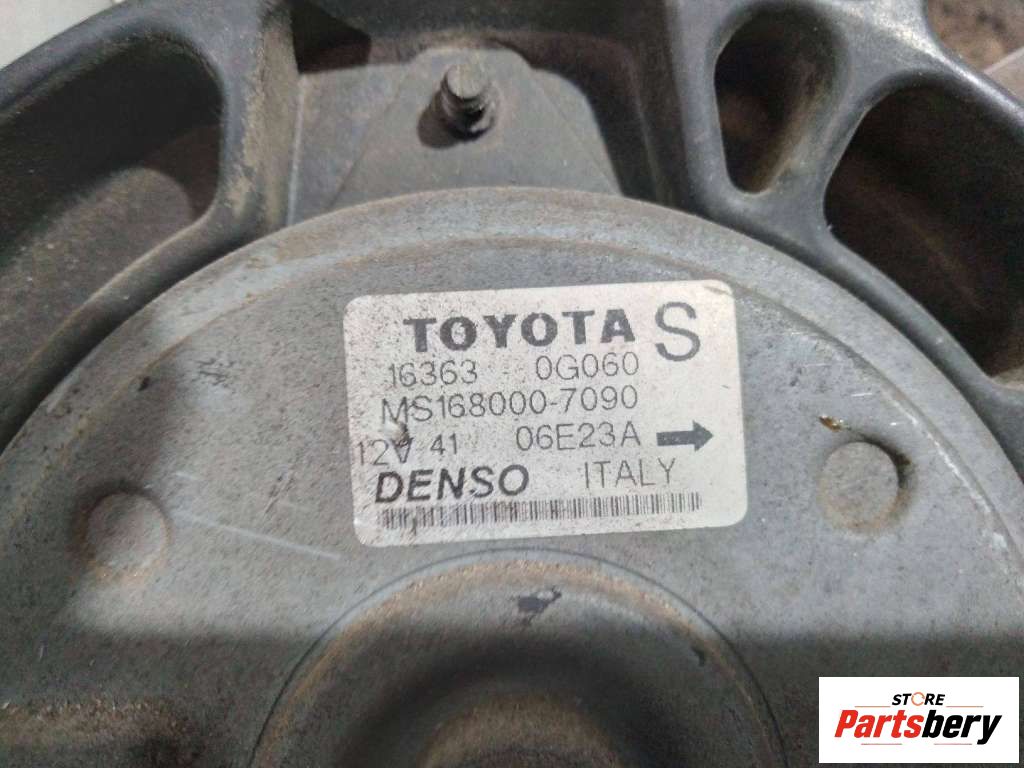 TOYOTA S
16363 0G060
MS168000-7090
12V 41 06E23A
DENSO ITALY
STORE
Partsbery